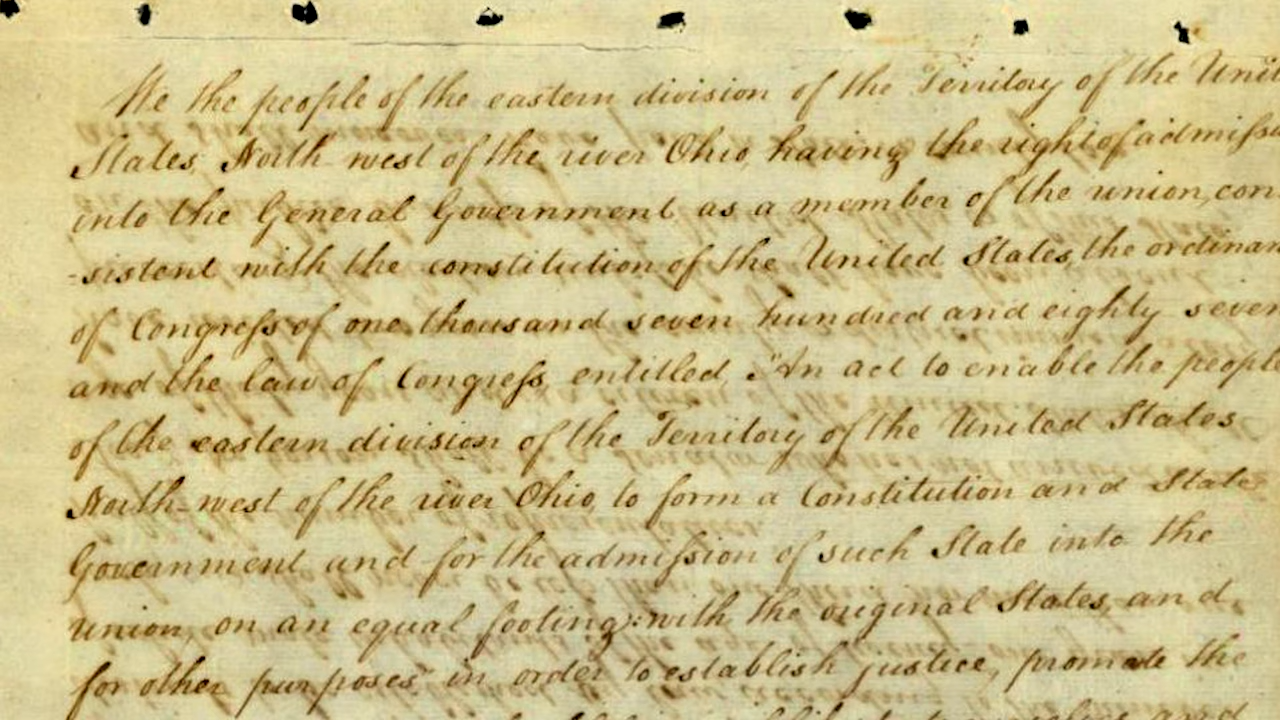 We the people of the eastern division of the Territory of the Unit
States, North west of the river Ohio, having the right of admiſsi
into the General Government as a member of the union, con
-sistent with the constitution of the United States, the ordinan
of Congreſs of one thousand seven hundred and eighty seven
and the law of Congreſs, entitled, "An act to enable the people
of the eastern division of the Territory of the United States
North-west of the river Ohio, to form a Constitution and State
Government and for the admiſsion of such State into the
union, on an equal footing with the original States, and
for other purposes" in order to establish justice, promote the